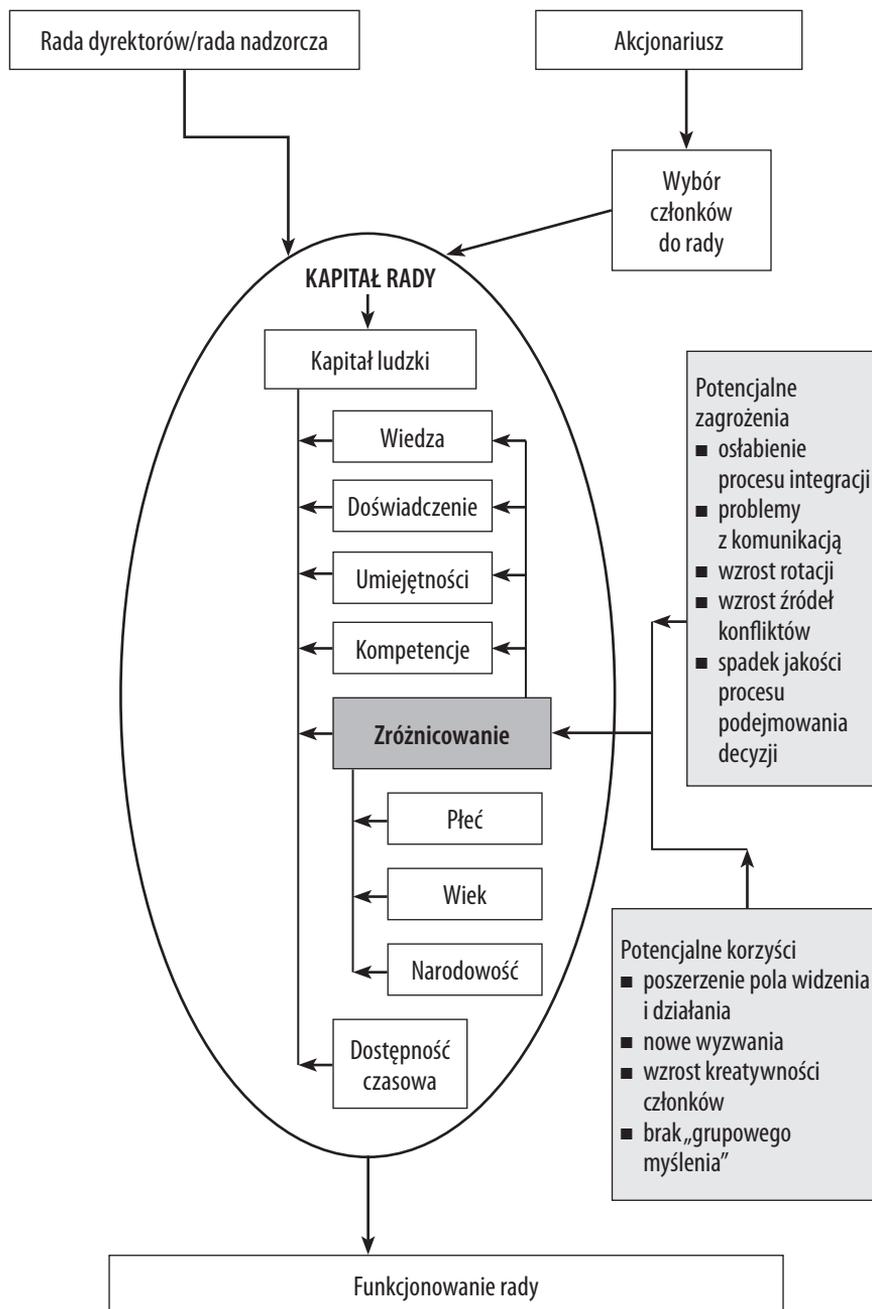 Rada dyrektorów/rada nadzorcza
Akcjonariusz
Wybór
członków
do rady
KAPITAŁ RADY
Kapitał ludzki
Wiedza
Doświadczenie
Umiejętności
Kompetencje
Zróżnicowanie
Płeć
Wiek
Narodowość
Dostępność
czasowa
Potencjalne
zagrożenia
■ osłabienie
procesu integracji
■ problemy
z komunikacją
■ wzrost rotacji
■ wzrost źródeł
konfliktów
■ spadek jakości
procesu
podejmowania
decyzji
Potencjalne korzyści
■ poszerzenie pola widzenia
i działania
■ nowe wyzwania
■ wzrost kreatywności
członków
■ brak „grupowego
myślenia”
Funkcjonowanie rady